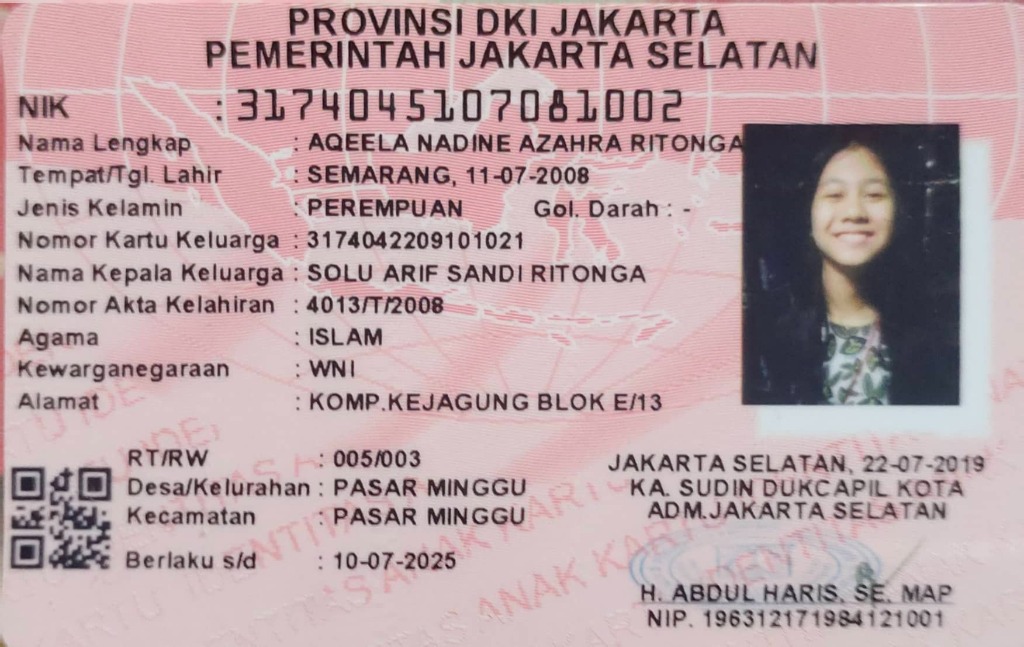 PROVINSI DKI JAKARTA
PEMERINTAH JAKARTA SELATAN
NIK : 3174045107081002
Nama Lengkap : AQEELA NADINE AZAHRA RITONGA
Tempat/Tgl. Lahir : SEMARANG, 11-07-2008
Jenis Kelamin : PEREMPUAN Gol. Darah : -
Nomor Kartu Keluarga : 3174042209101021
Nama Kepala Keluarga : SOLU ARIF SANDI RITONGA
Nomor Akta Kelahiran : 4013/T/2008
Agama : ISLAM
Kewarganegaraan : WNI
Alamat : KOMP.KEJAGUNG BLOK E/13
RT/RW : 005/003
Desa/Kelurahan : PASAR MINGGU
Kecamatan : PASAR MINGGU
Berlaku s/d : 10-07-2025
JAKARTA SELATAN, 22-07-2019
KA. SUDIN DUKCAPIL KOTA
ADM.JAKARTA SELATAN
H. ABDUL HARIS, SE. MAP
NIP. 196312171984121001